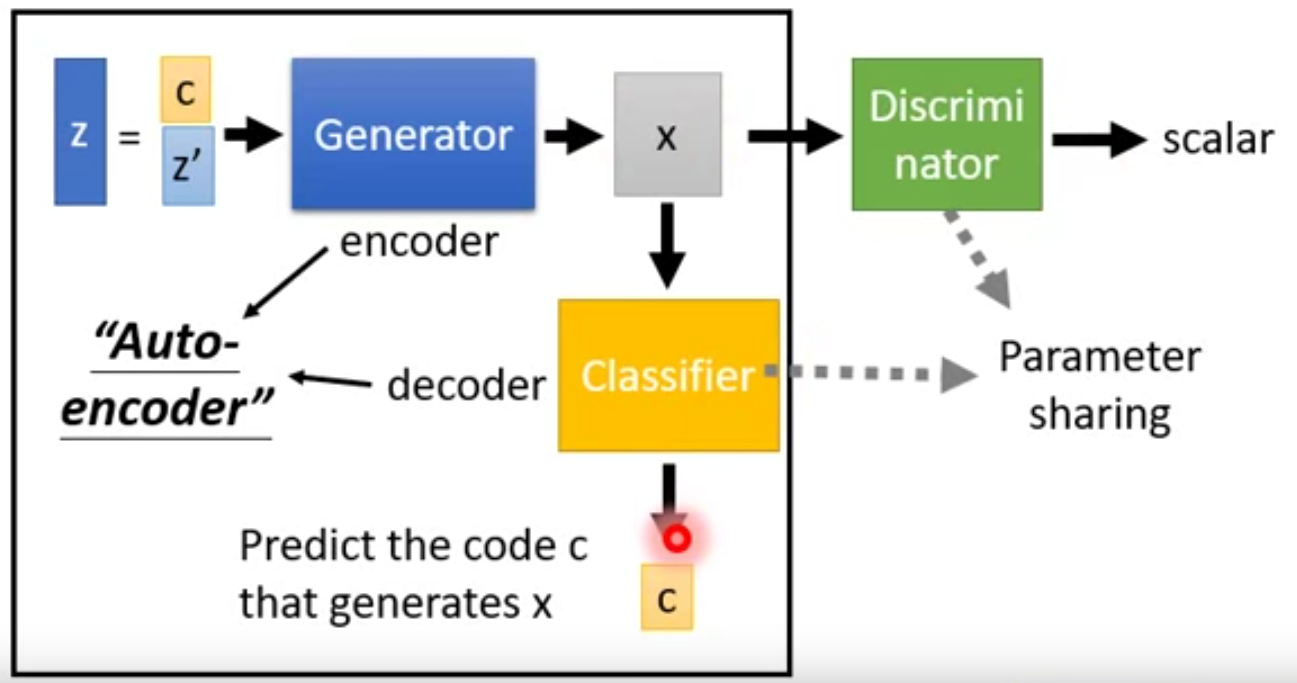 z
=
c
z’
Generator
x
Discrimi
nator
scalar
encoder
“Auto-
encoder”
decoder
Classifier
Parameter
sharing
Predict the code c
that generates x
c